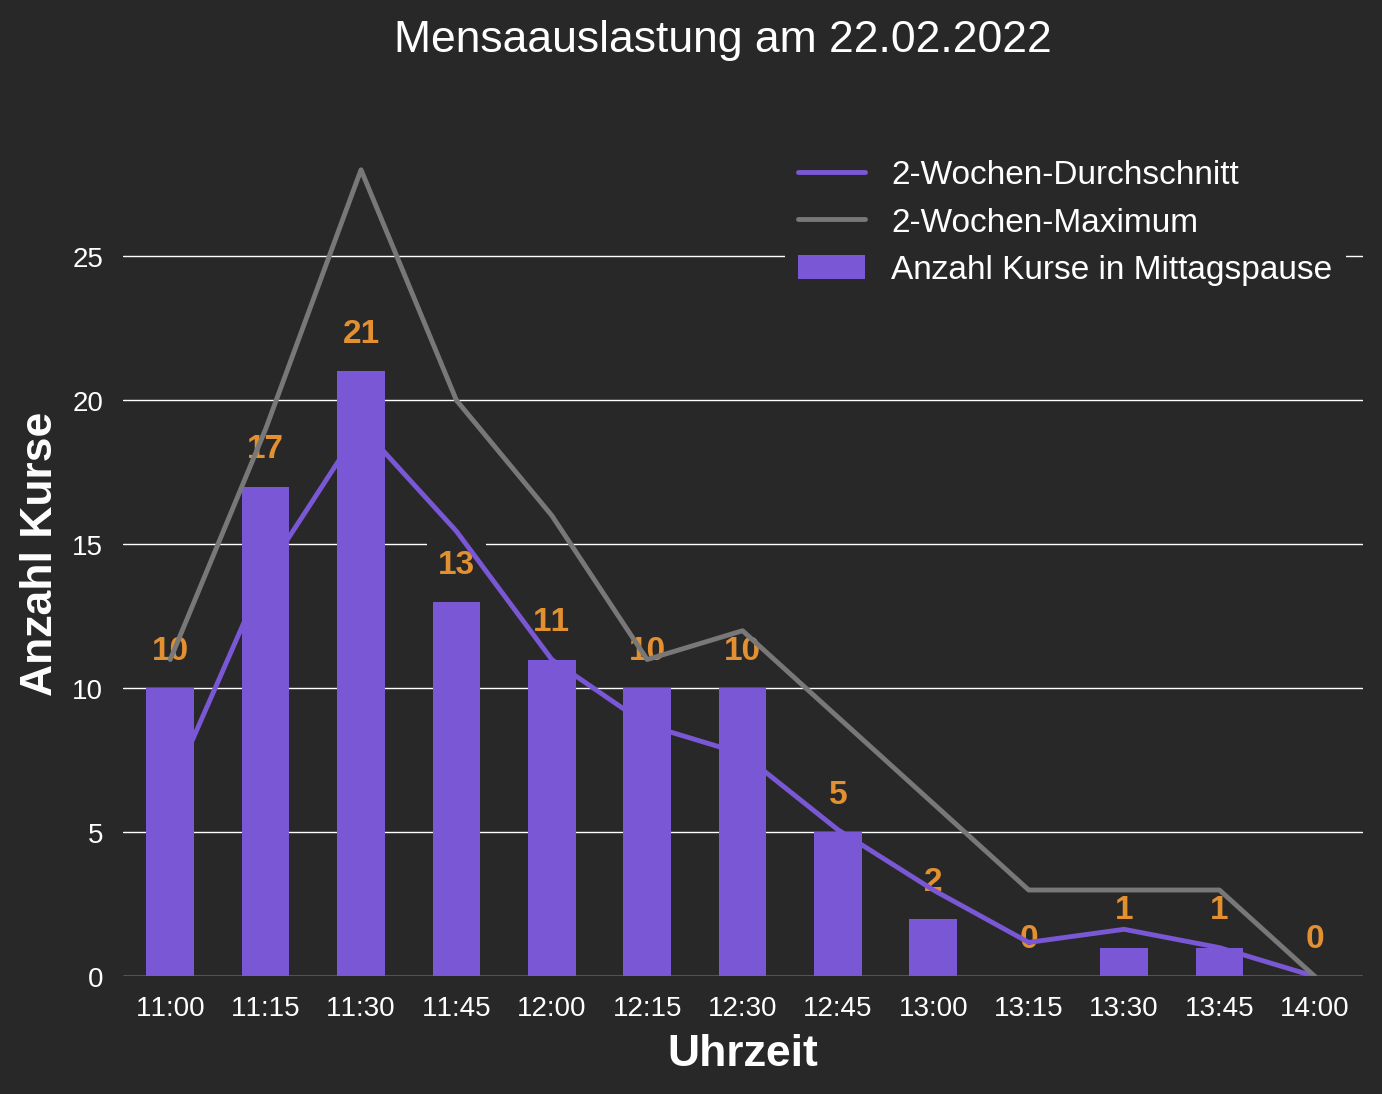 Mensaauslastung am 22.02.2022
2-Wochen-Durchschnitt
2-Wochen-Maximum
Anzahl Kurse in Mittagspause
Anzahl Kurse
25
20
15
10
5
0
10
17
21
13
11
10
10
5
2
0
1
1
0
11:00 11:15 11:30 11:45 12:00 12:15 12:30 12:45 13:00 13:15 13:30 13:45 14:00
Uhrzeit